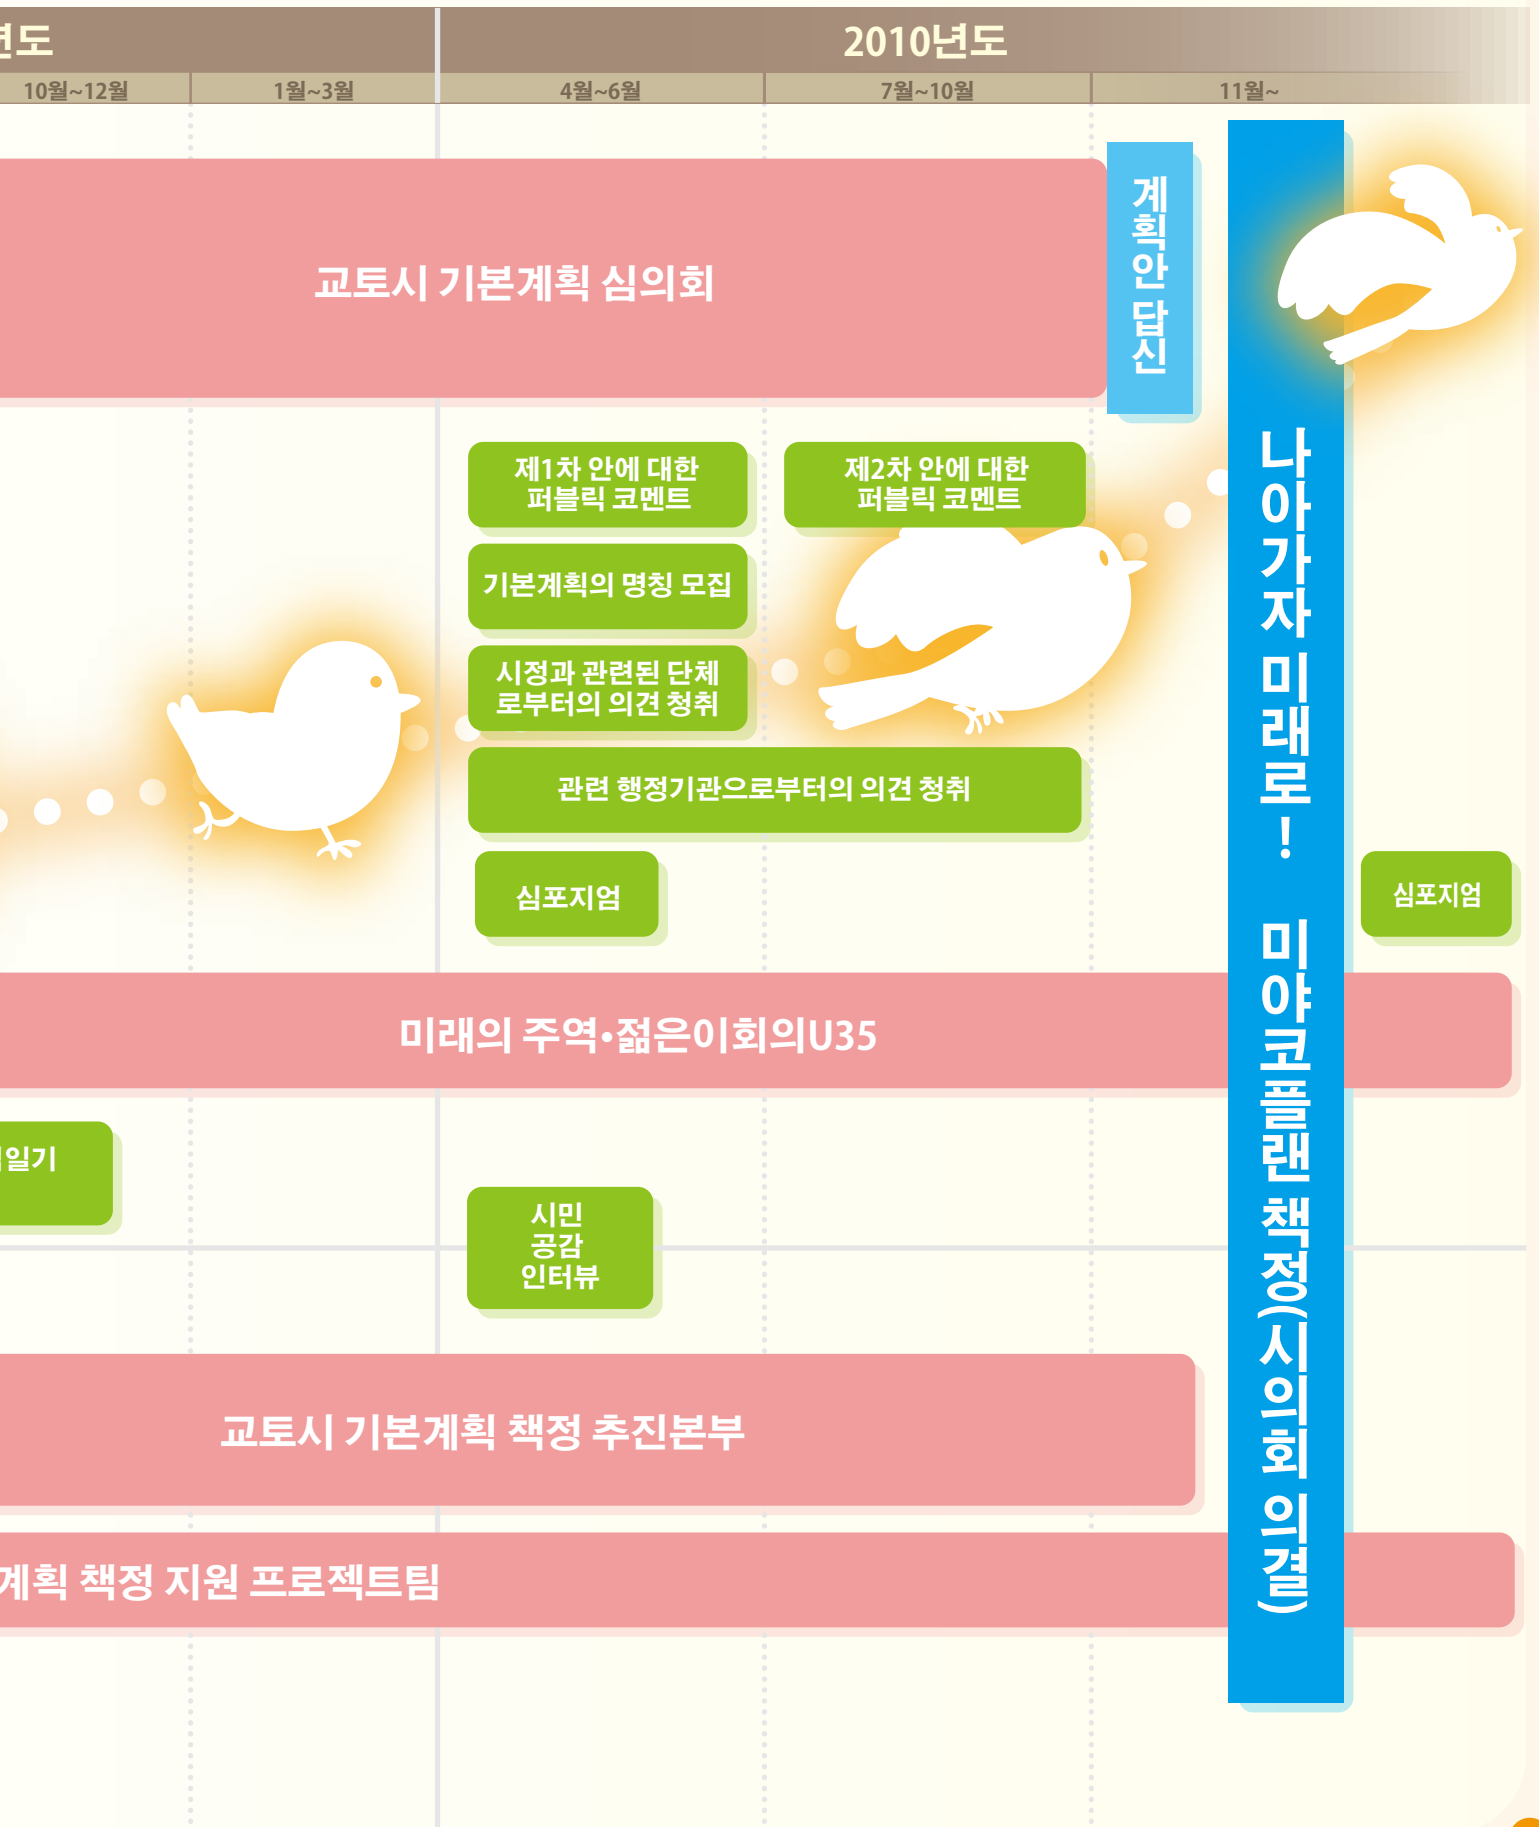 년도
2010년도
10월~12월
1월~3월
4월~6월
7월~10월
11월~
교토시 기본계획 심의회
계획안 답신
제1차 안에 대한
퍼블릭 코멘트
제2차 안에 대한
퍼블릭 코멘트
기본계획의 명칭 모집
시정과 관련된 단체
로부터의 의견 청취
관련 행정기관으로부터의 의견 청취
심포지엄
심포지엄
나아가자 미래로! 미야코플랜 책정(시의회 의결)
미래의 주역•젊은이회의U35
일기
시민
공감
인터뷰
교토시 기본계획 책정 추진본부
계획 책정 지원 프로젝트팀